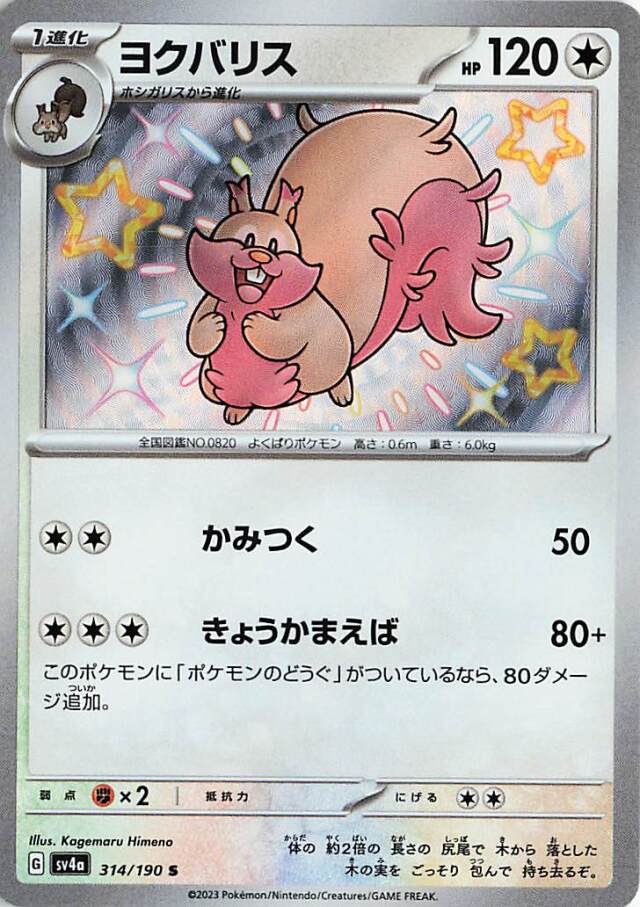 1進化
ヨクバリス
HP 120
ホシガリスから進化
全国図鑑NO.0820 よくばりポケモン 高さ:0.6m 重さ:6.0kg
かみつく 50
きょうかまえば 80+
このポケモンに「ポケモンのどうぐ」がついているなら、80ダメー
ジ追加。
弱点 ×2 抵抗力 にげる
Illus. Kagemaru Himeno
G sv4a 314/190 S
体の 約2倍の 長さの 尻尾で 木から 落とした
木の実を ごっそり 包んで 持ち去るぞ。
©2023 Pokémon/Nintendo/Creatures/GAME FREAK.